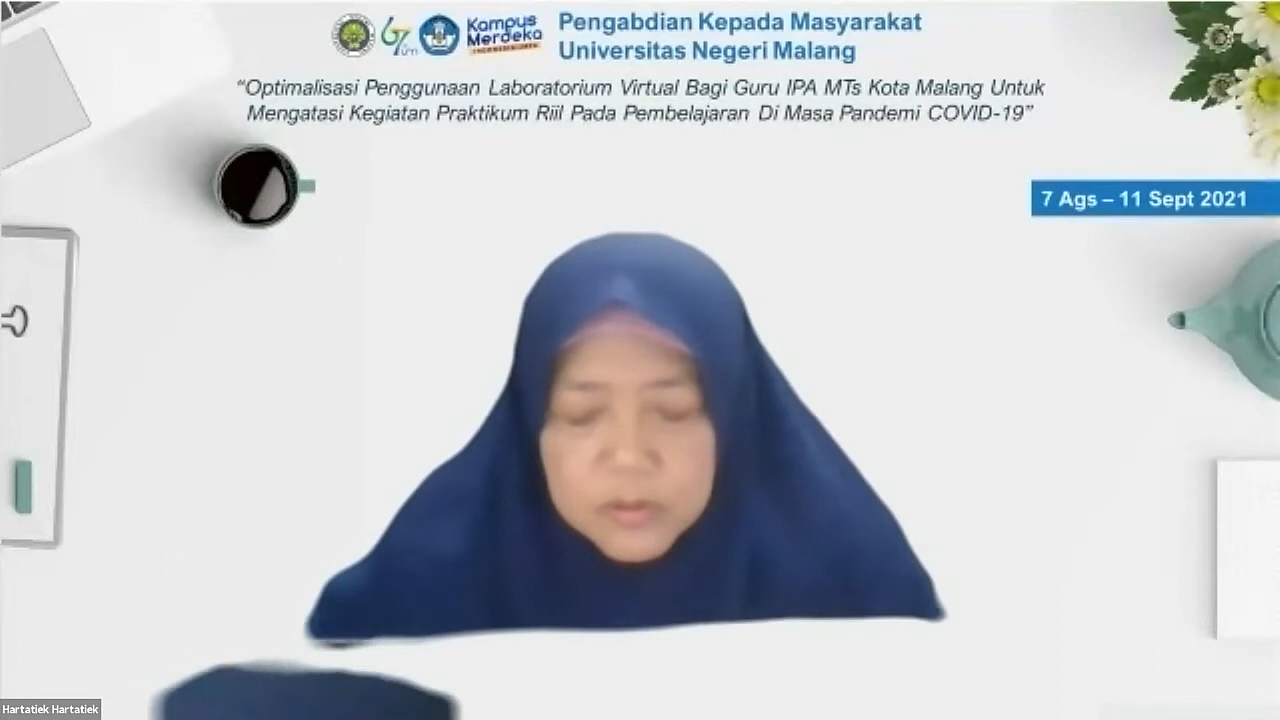 Kampus
Merdeka
Pengabdian Kepada Masyarakat
Universitas Negeri Malang
“Optimalisasi Penggunaan Laboratorium Virtual Bagi Guru IPA MTs Kota Malang Untuk
Mengatasi Kegiatan Praktikum Riil Pada Pembelajaran Di Masa Pandemi COVID-19”
7 Ags – 11 Sept 2021
Hartatiek Hartatiek